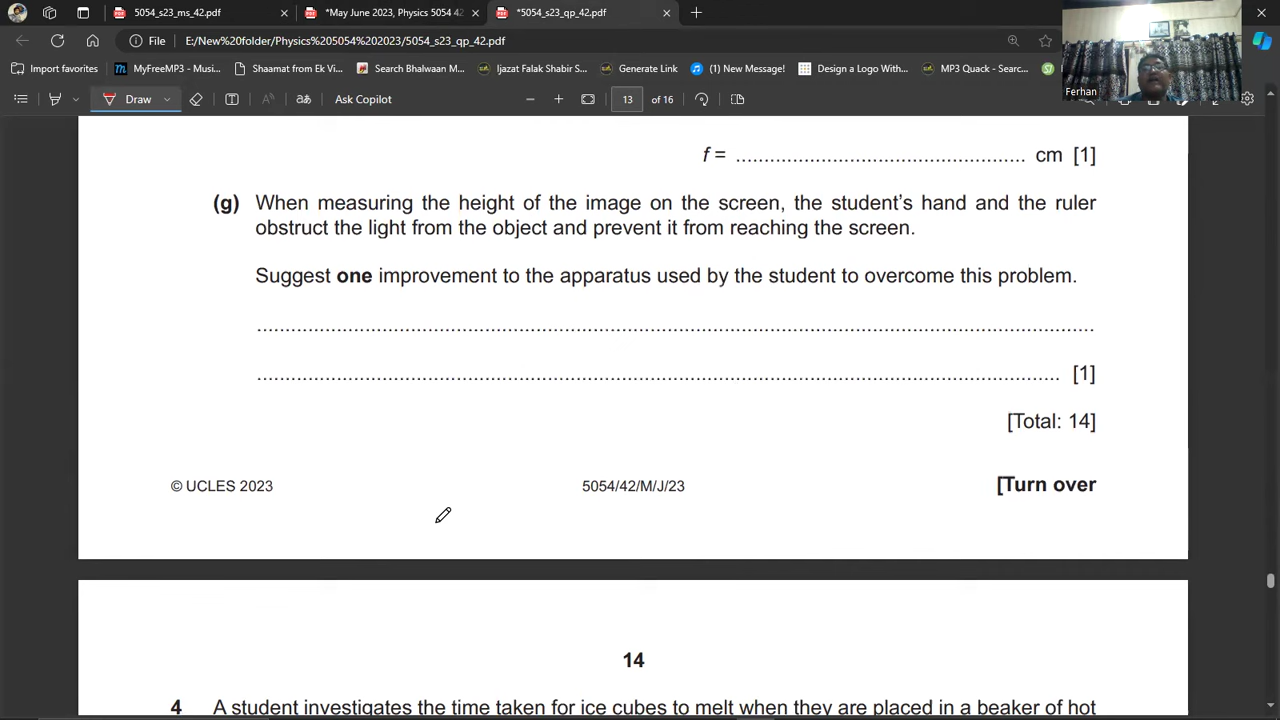 5054_s23_ms_42.pdf
*May June 2023, Physics 5054 42
*5054_s23_qp_42.pdf
File
E:/New%20folder/Physics%205054%202023/5054_s23_qp_42.pdf
Import favorites
MyFreeMP3 - Musi...
Shaamat from Ek Vi...
Search Bhalwaan M...
Ijazat Falak Shabir S...
Generate Link
(1) New Message!
Design a Logo With...
MP3 Quack - Searc...
Ferhan
Draw
Ask Copilot
13 of 16
f = .................................................. cm [1]
(g) When measuring the height of the image on the screen, the student's hand and the ruler
obstruct the light from the object and prevent it from reaching the screen.
Suggest one improvement to the apparatus used by the student to overcome this problem.
..........................................................................................................................................
.................................................................................................................................... [1]
[Total: 14]
© UCLES 2023
5054/42/M/J/23
[Turn over
14
4 A student investigates the time taken for ice cubes to melt when they are placed in a beaker of hot